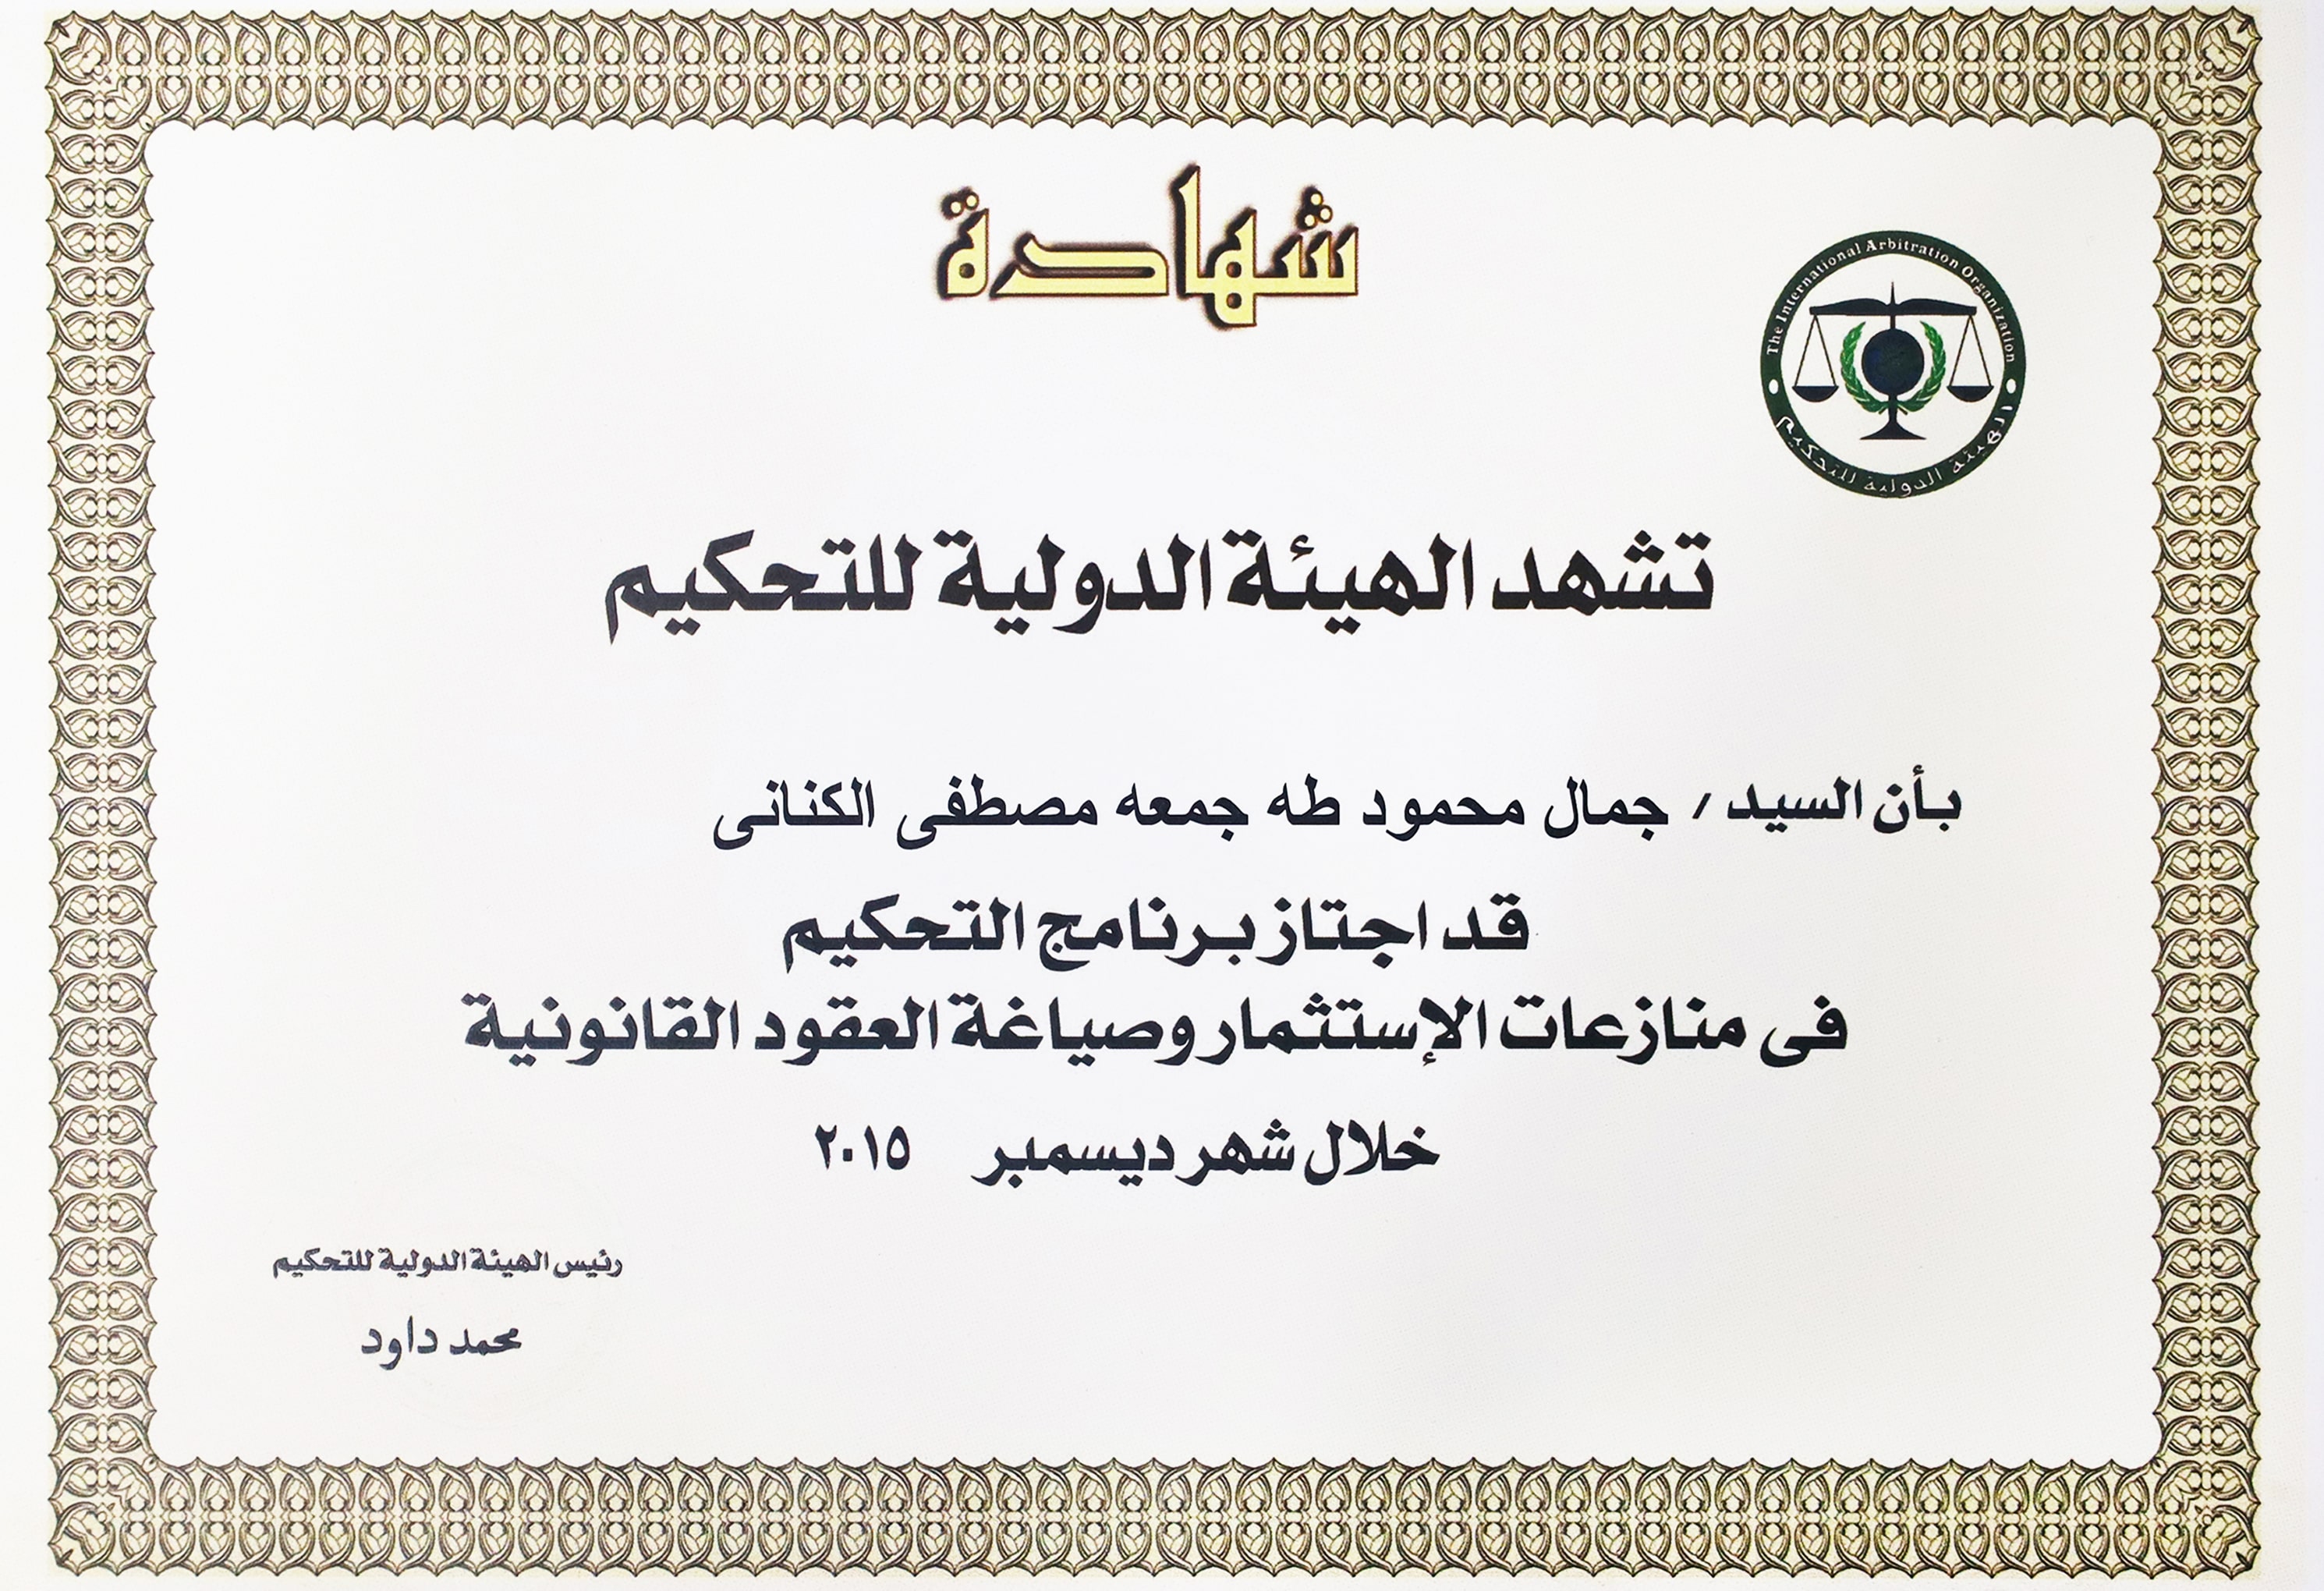 شهادة
The International Arbitration Organization
الهيئة الدولية للتحكيم
تشهد الهيئة الدولية للتحكيم
بأن السيد / جمال محمود طه جمعه مصطفى الكنانى
قد اجتاز برنامج التحكيم
فى منازعات الإستثمار وصياغة العقود القانونية
خلال شهر ديسمبر ٢٠١٥
رئيس الهيئة الدولية للتحكيم
محمد داود